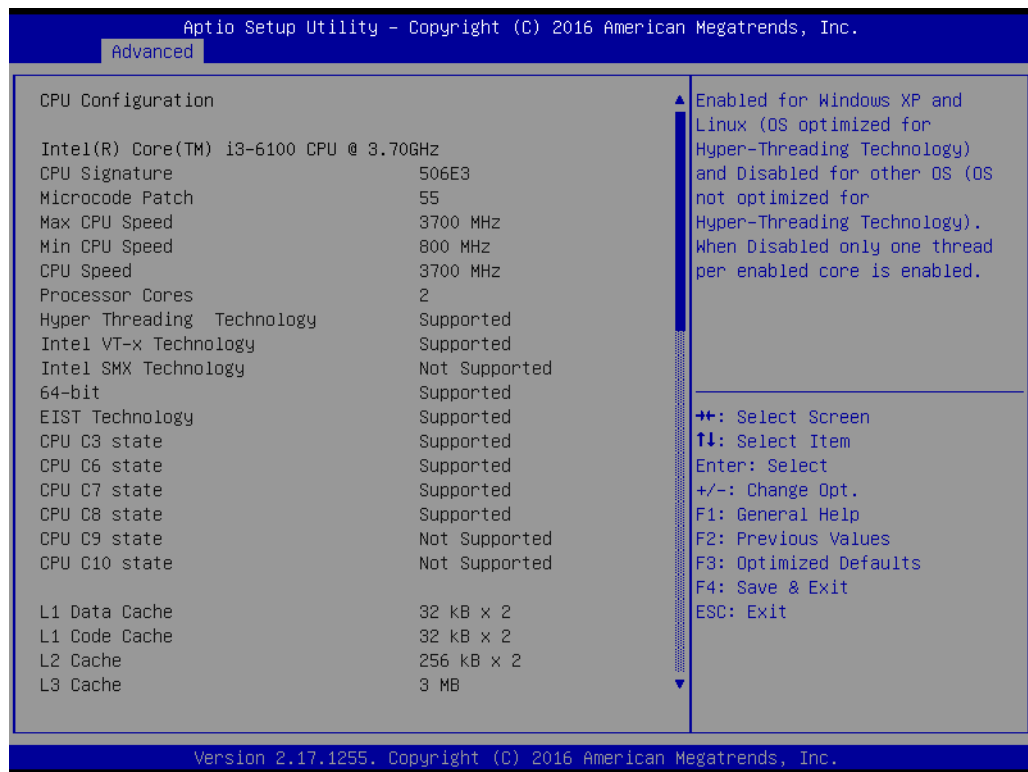 Aptio Setup Utility – Copyright (C) 2016 American Megatrends, Inc.
Advanced
CPU Configuration
Intel(R) Core(TM) i3-6100 CPU @ 3.70GHz
CPU Signature 506E3
Microcode Patch 55
Max CPU Speed 3700 MHz
Min CPU Speed 800 MHz
CPU Speed 3700 MHz
Processor Cores 2
Hyper Threading Technology Supported
Intel VT-x Technology Supported
Intel SMX Technology Not Supported
64-bit Supported
EIST Technology Supported
CPU C3 state Supported
CPU C6 state Supported
CPU C7 state Supported
CPU C8 state Supported
CPU C9 state Not Supported
CPU C10 state Not Supported
L1 Data Cache 32 kB x 2
L1 Code Cache 32 kB x 2
L2 Cache 256 kB x 2
L3 Cache 3 MB
Enabled for Windows XP and
Linux (OS optimized for
Hyper-Threading Technology)
and Disabled for other OS (OS
not optimized for
Hyper-Threading Technology).
When Disabled only one thread
per enabled core is enabled.
→←: Select Screen
↑↓: Select Item
Enter: Select
+/-: Change Opt.
F1: General Help
F2: Previous Values
F3: Optimized Defaults
F4: Save & Exit
ESC: Exit
Version 2.17.1255. Copyright (C) 2016 American Megatrends, Inc.